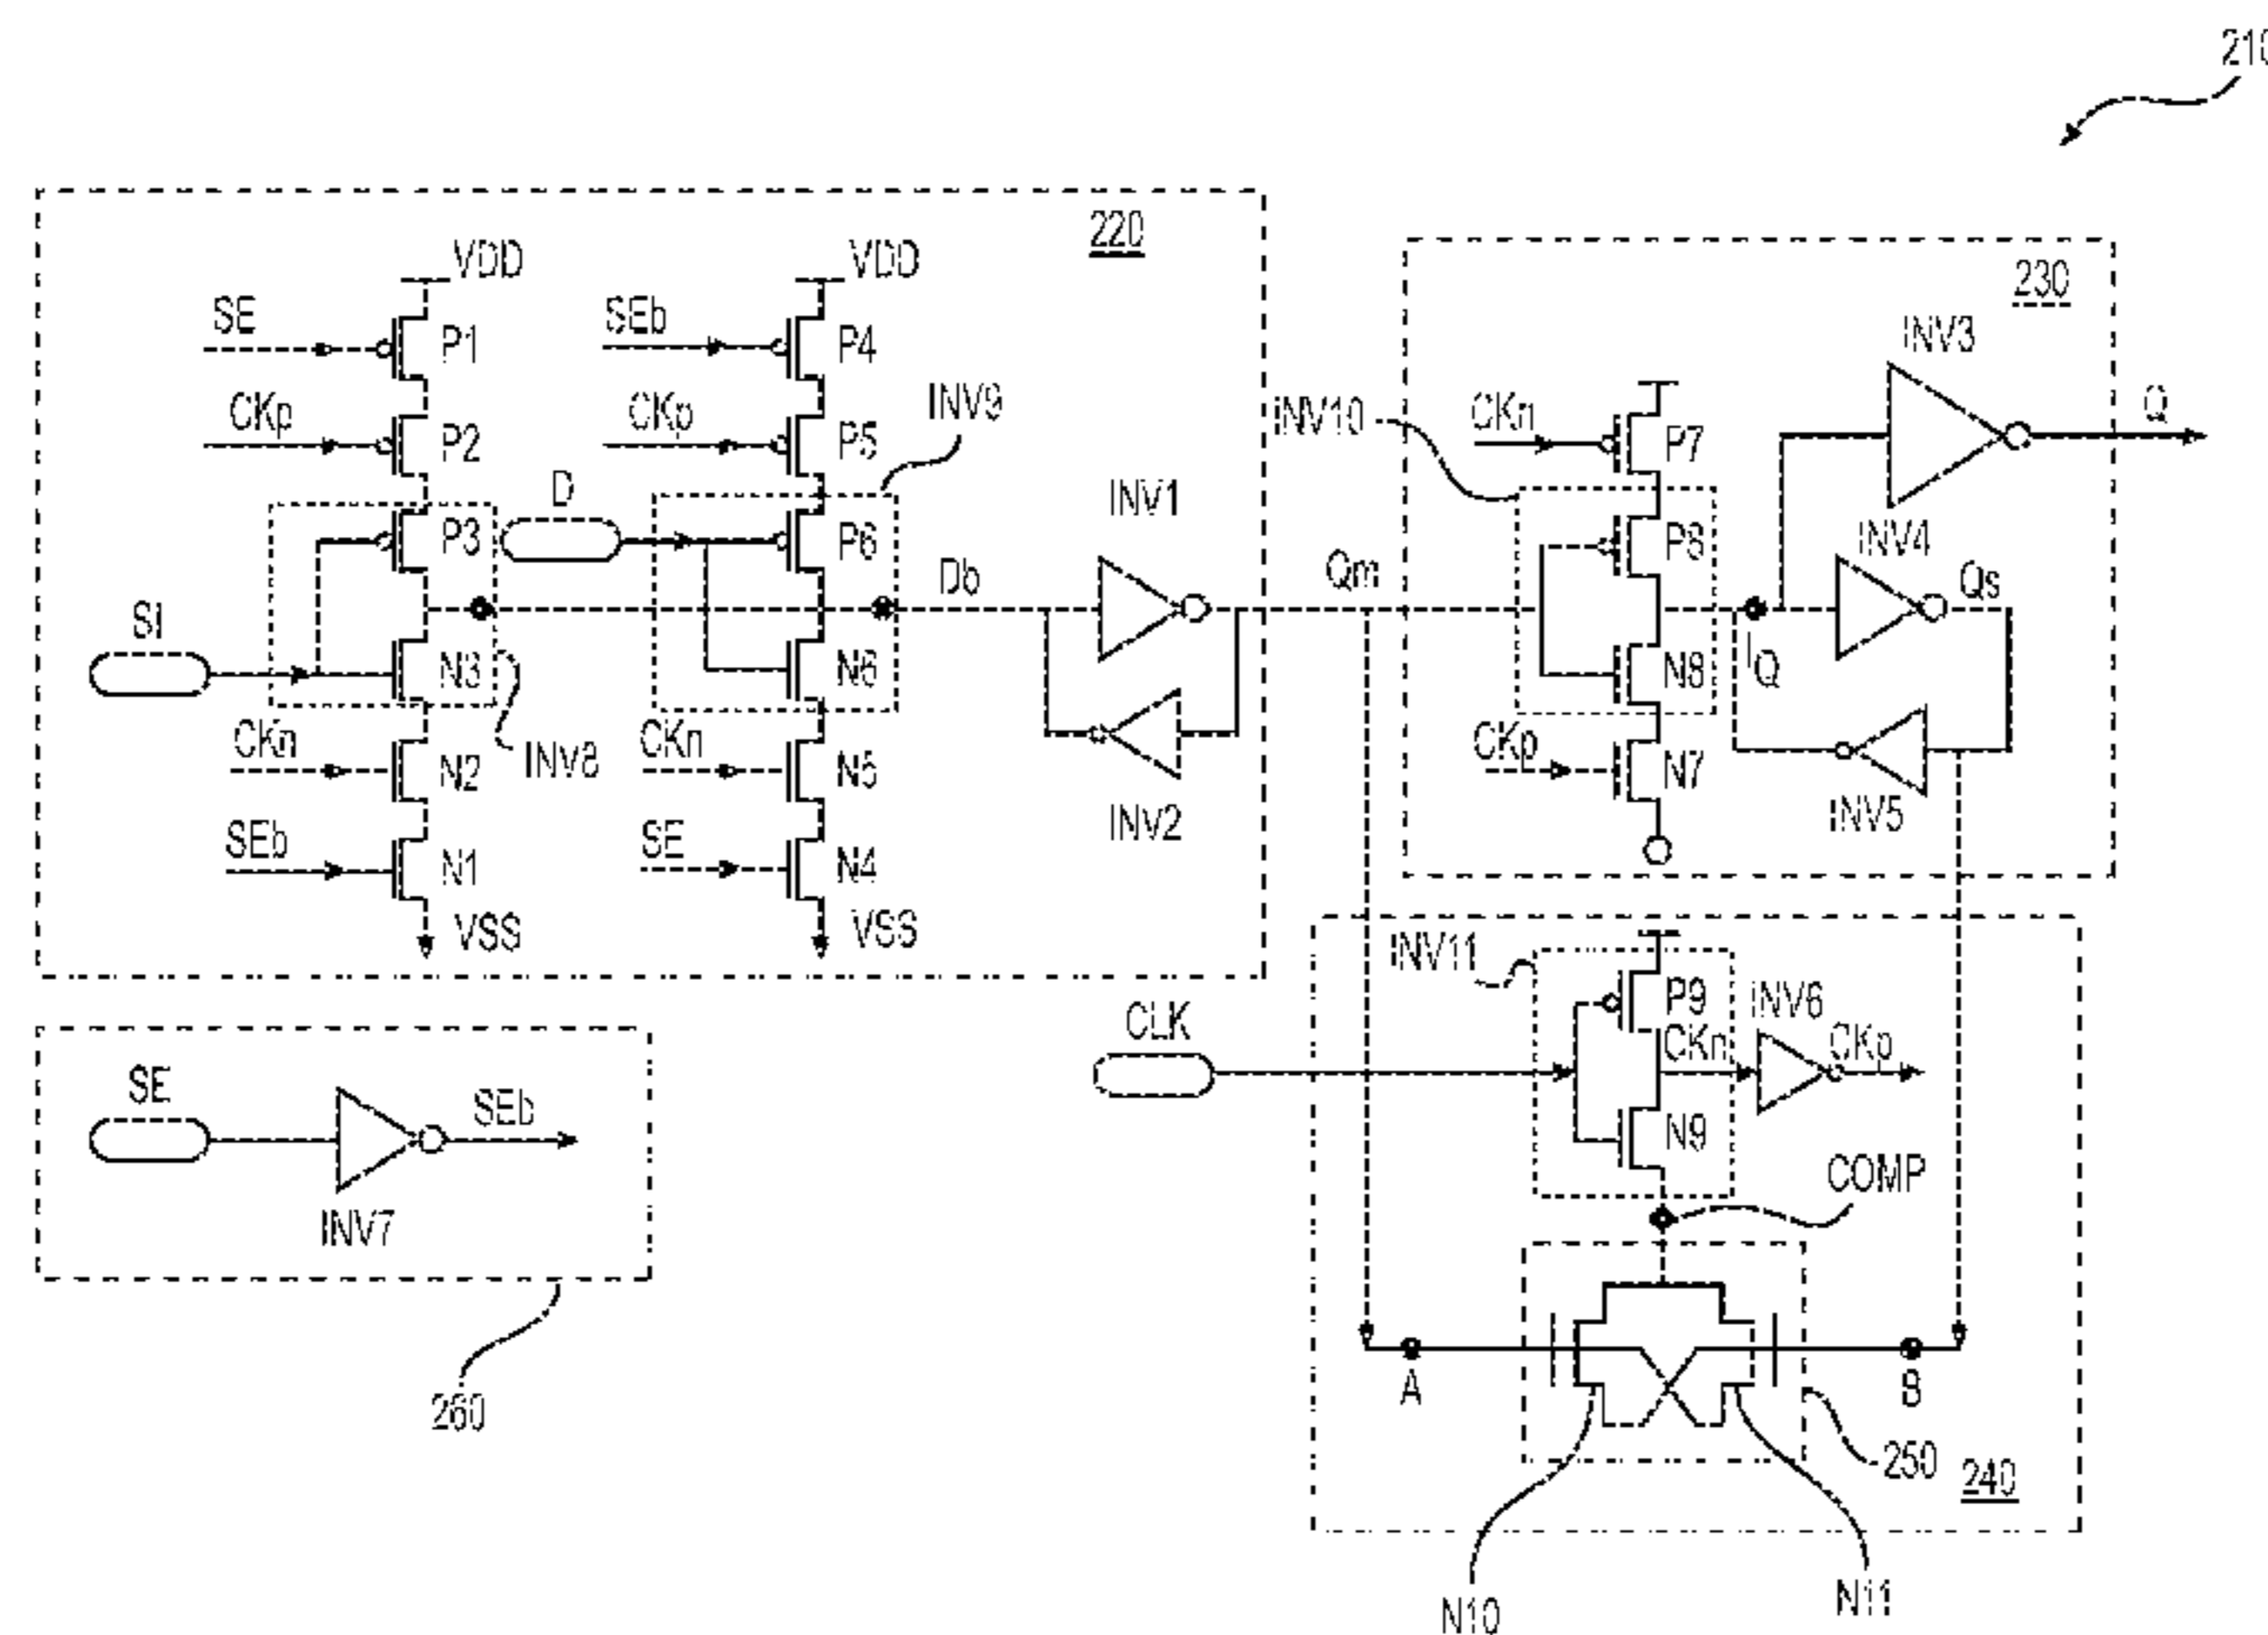 210
220
230
VDD
VDD
SE
SEb
P1
P4
CKp
CKp
P2
P5
INV9
INV3
Q
iNV10
CKn
P7
D
P3
P6
INV1
P8
INV4
Db
Qm
Qs
SI
N3
N6
N8
IQ
CKn
INV8
CKn
N2
N5
INV2
CKp
N7
INV5
SEb
SE
N1
N4
VSS
VSS
INV11
P9
iNV6
CLK
CKn
CKp
SE
SEb
N9
INV7
COMP
260
A
B
250
240
N10
N11